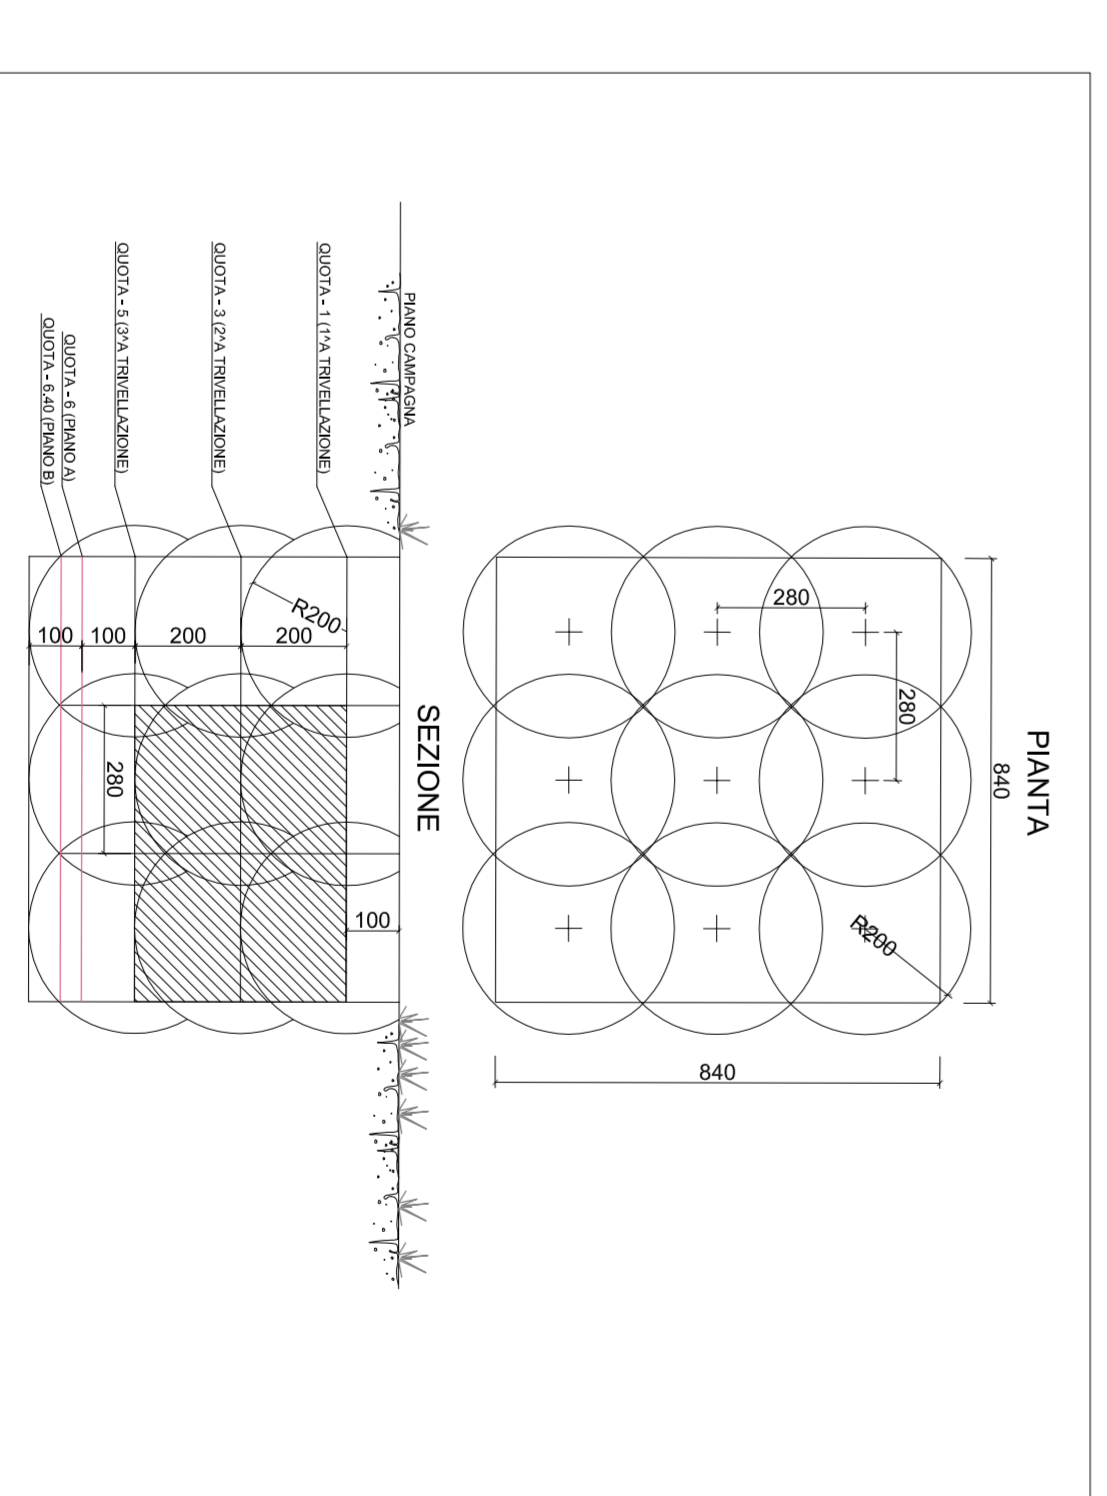 PIANTA
840
280
280
R200
840
SEZIONE
PIANO CAMPAGNA
QUOTA - 1 (1^A TRIVELLAZIONE)
QUOTA - 3 (2^A TRIVELLAZIONE)
QUOTA - 5 (3^A TRIVELLAZIONE)
QUOTA - 6 (PIANO A)
QUOTA - 6.40 (PIANO B)
R200
100
100
200
200
280
100